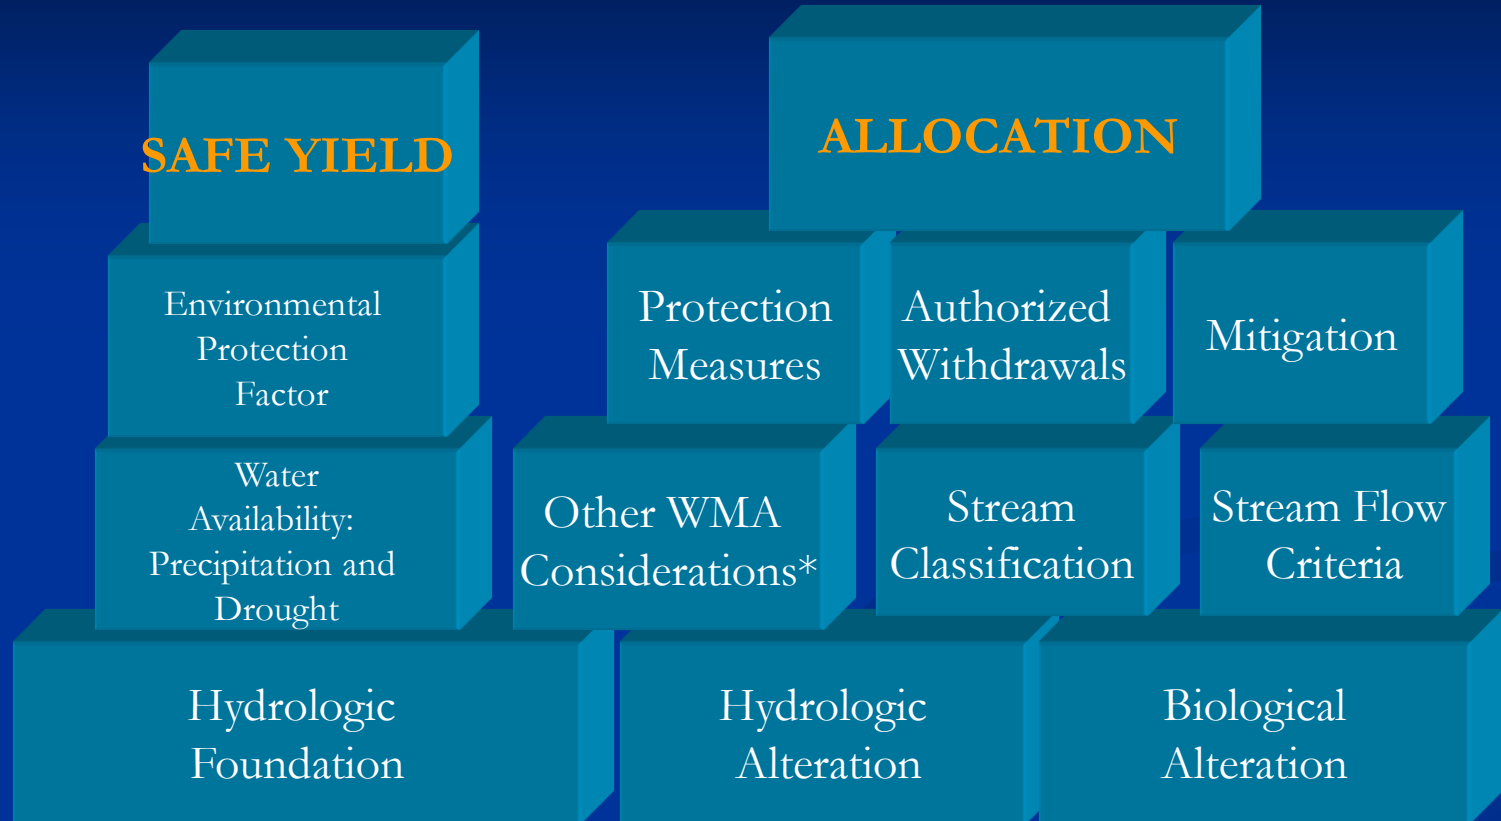 SAFE YIELD
ALLOCATION
Environmental
Protection
Factor
Protection
Measures
Authorized
Withdrawals
Mitigation
Water
Availability:
Precipitation and
Drought
Other WMA
Considerations*
Stream
Classification
Stream Flow
Criteria
Hydrologic
Foundation
Hydrologic
Alteration
Biological
Alteration